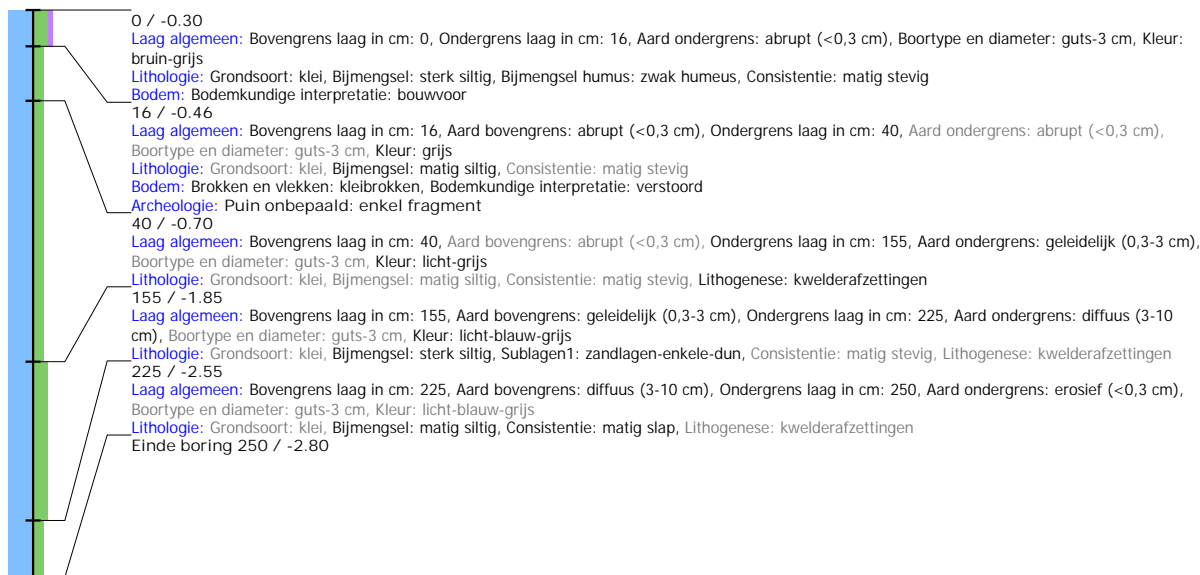 0 / -0.30
Laag algemeen: Bovengrens laag in cm: 0, Ondergrens laag in cm: 16, Aard ondergrens: abrupt (<0,3 cm), Boortype en diameter: guts-3 cm, Kleur:
bruin-grijs
Lithologie: Grondsoort: klei, Bijmengsel: sterk siltig, Bijmengsel humus: zwak humeus, Consistentie: matig stevig
Bodem: Bodemkundige interpretatie: bouwvoor
16 / -0.46
Laag algemeen: Bovengrens laag in cm: 16, Aard bovengrens: abrupt (<0,3 cm), Ondergrens laag in cm: 40, Aard ondergrens: abrupt (<0,3 cm),
Boortype en diameter: guts-3 cm, Kleur: grijs
Lithologie: Grondsoort: klei, Bijmengsel: matig siltig, Consistentie: matig stevig
Bodem: Brokken en vlekken: kleibrokken, Bodemkundige interpretatie: verstoord
Archeologie: Puin onbepaald: enkel fragment
40 / -0.70
Laag algemeen: Bovengrens laag in cm: 40, Aard bovengrens: abrupt (<0,3 cm), Ondergrens laag in cm: 155, Aard ondergrens: geleidelijk (0,3-3 cm),
Boortype en diameter: guts-3 cm, Kleur: licht-grijs
Lithologie: Grondsoort: klei, Bijmengsel: matig siltig, Consistentie: matig stevig, Lithogenese: kwelderafzettingen
155 / -1.85
Laag algemeen: Bovengrens laag in cm: 155, Aard bovengrens: geleidelijk (0,3-3 cm), Ondergrens laag in cm: 225, Aard ondergrens: diffuus (3-10
cm), Boortype en diameter: guts-3 cm, Kleur: licht-blauw-grijs
Lithologie: Grondsoort: klei, Bijmengsel: sterk siltig, Sublagen1: zandlagen-enkele-dun, Consistentie: matig stevig, Lithogenese: kwelderafzettingen
225 / -2.55
Laag algemeen: Bovengrens laag in cm: 225, Aard bovengrens: diffuus (3-10 cm), Ondergrens laag in cm: 250, Aard ondergrens: erosief (<0,3 cm),
Boortype en diameter: guts-3 cm, Kleur: licht-blauw-grijs
Lithologie: Grondsoort: klei, Bijmengsel: matig siltig, Consistentie: matig slap, Lithogenese: kwelderafzettingen
Einde boring 250 / -2.80